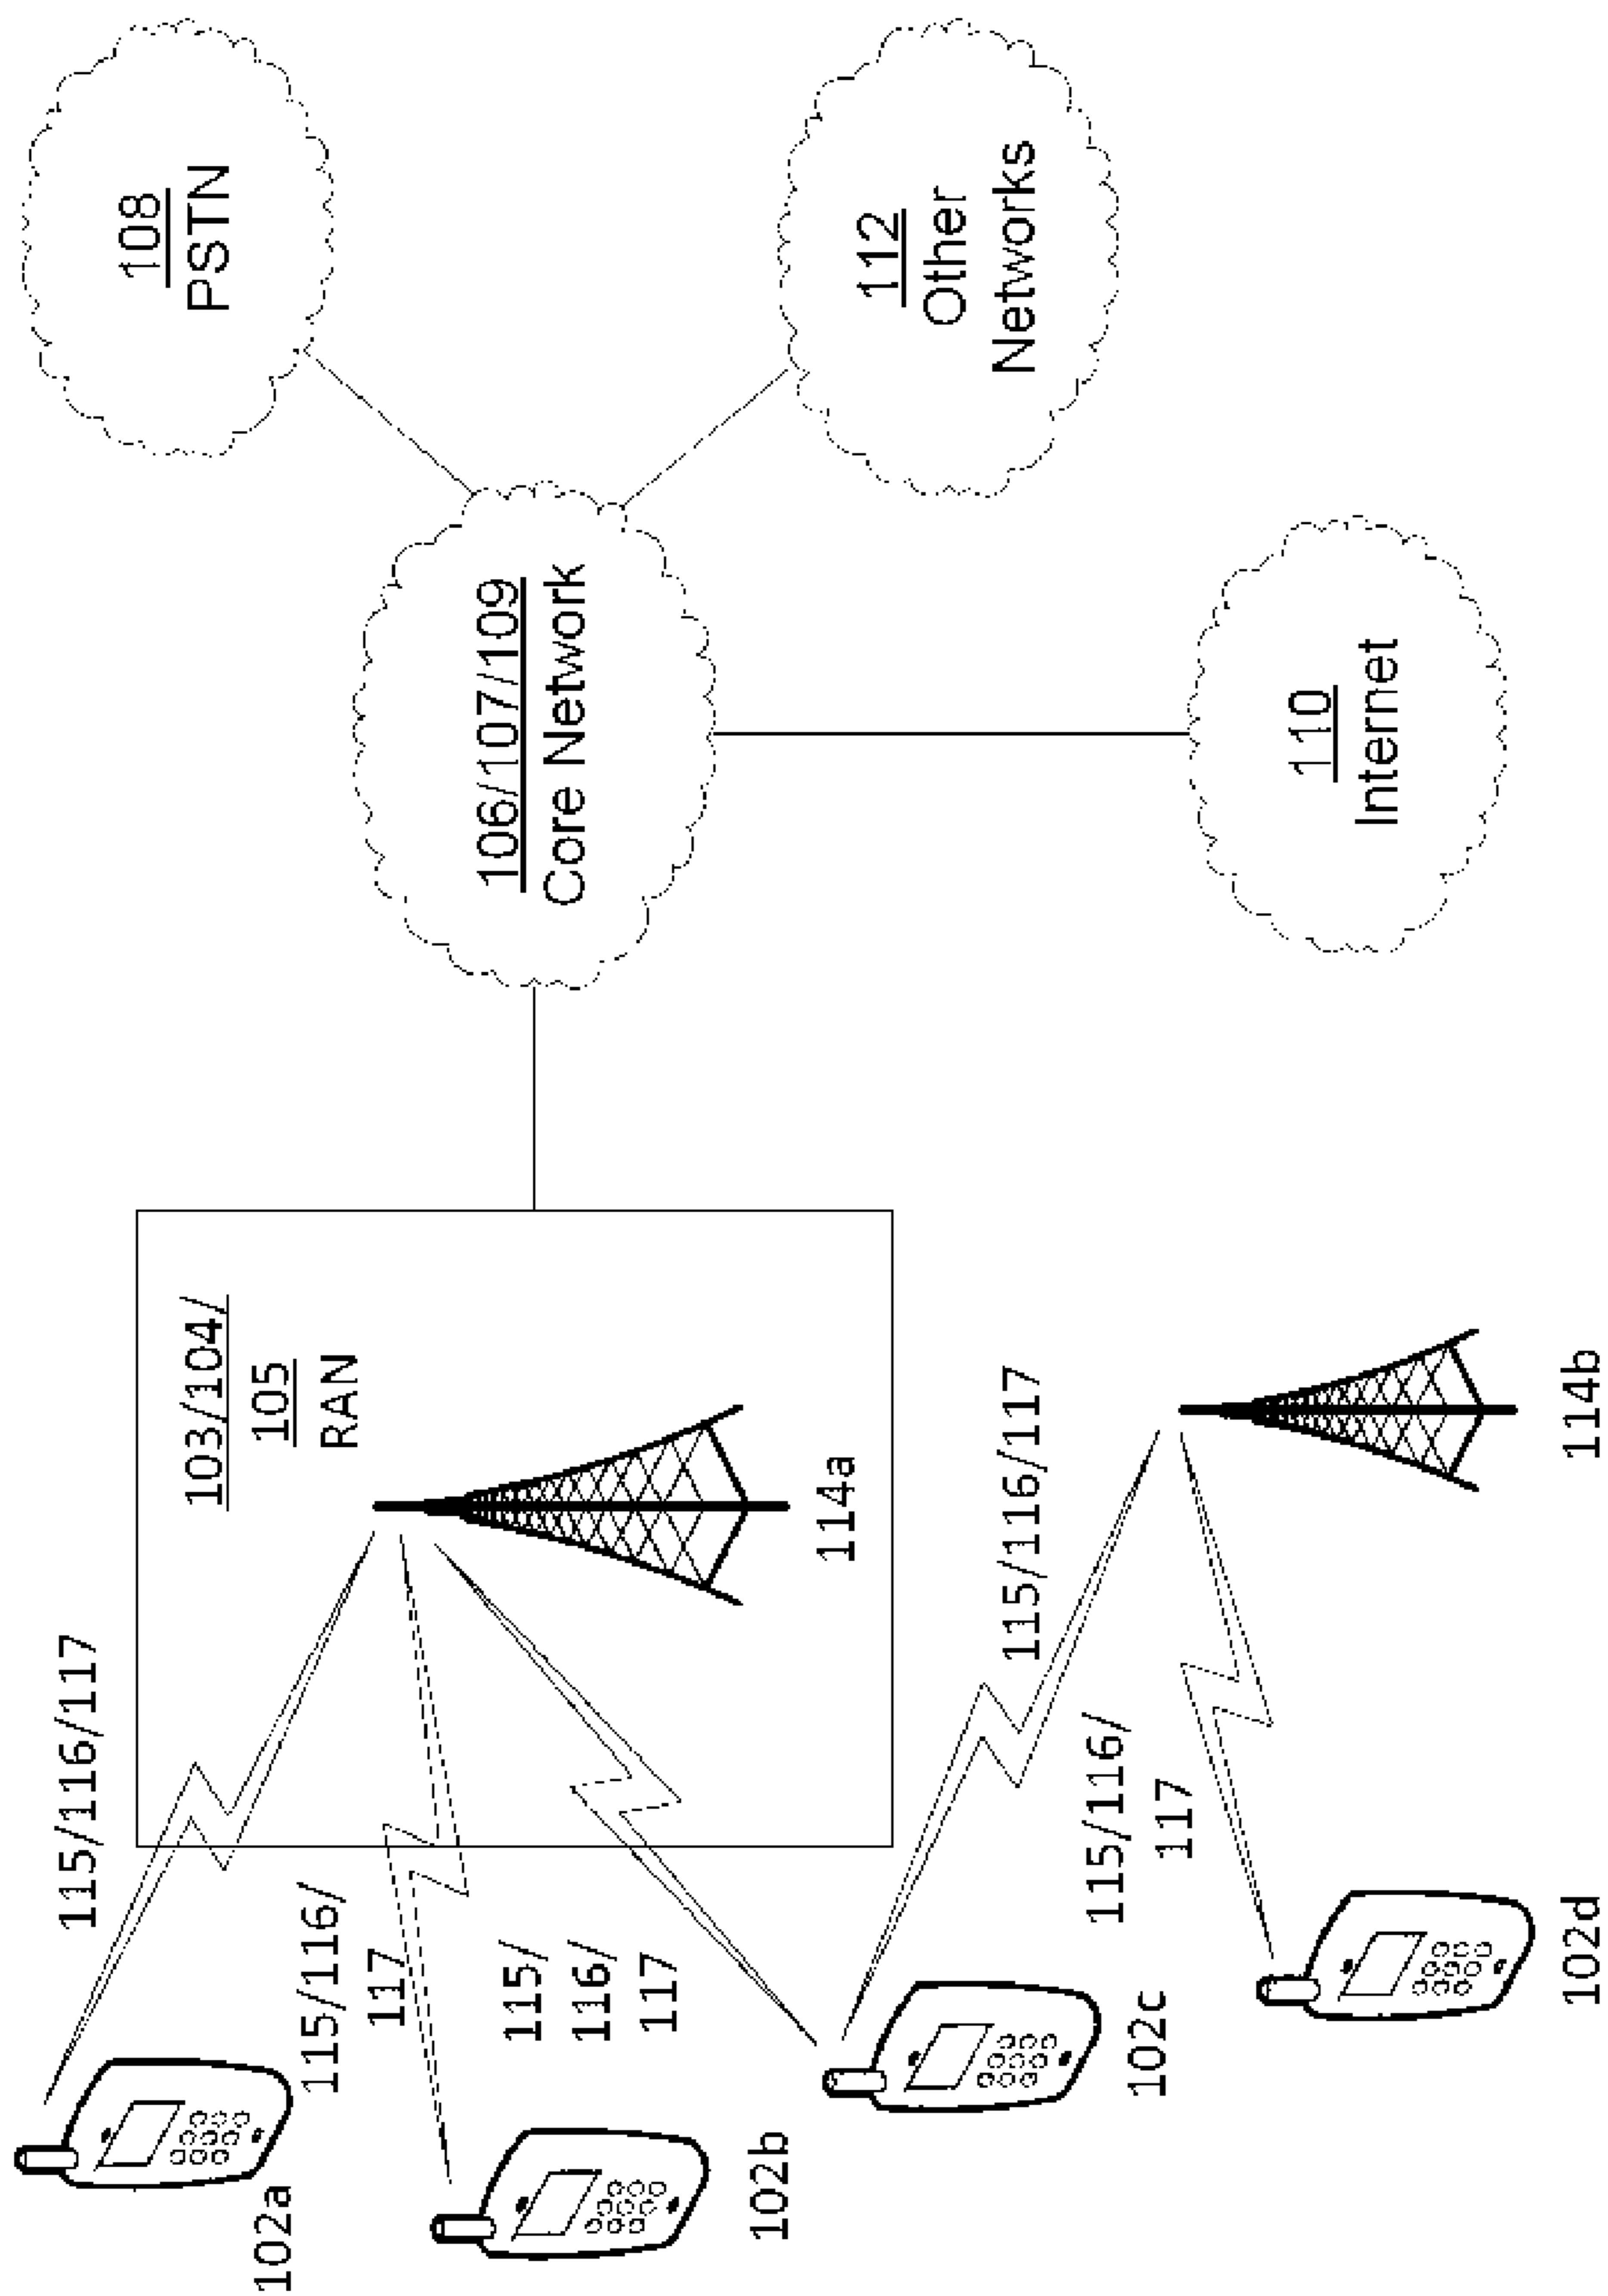 115/116/117
102a
115/116/
117
102b
115/
116/
117
102c
103/104/
105
RAN
114a
115/116/117
115/116/
117
102d
114b
106/107/109
Core Network
108
PSTN
112
Other
Networks
110
Internet